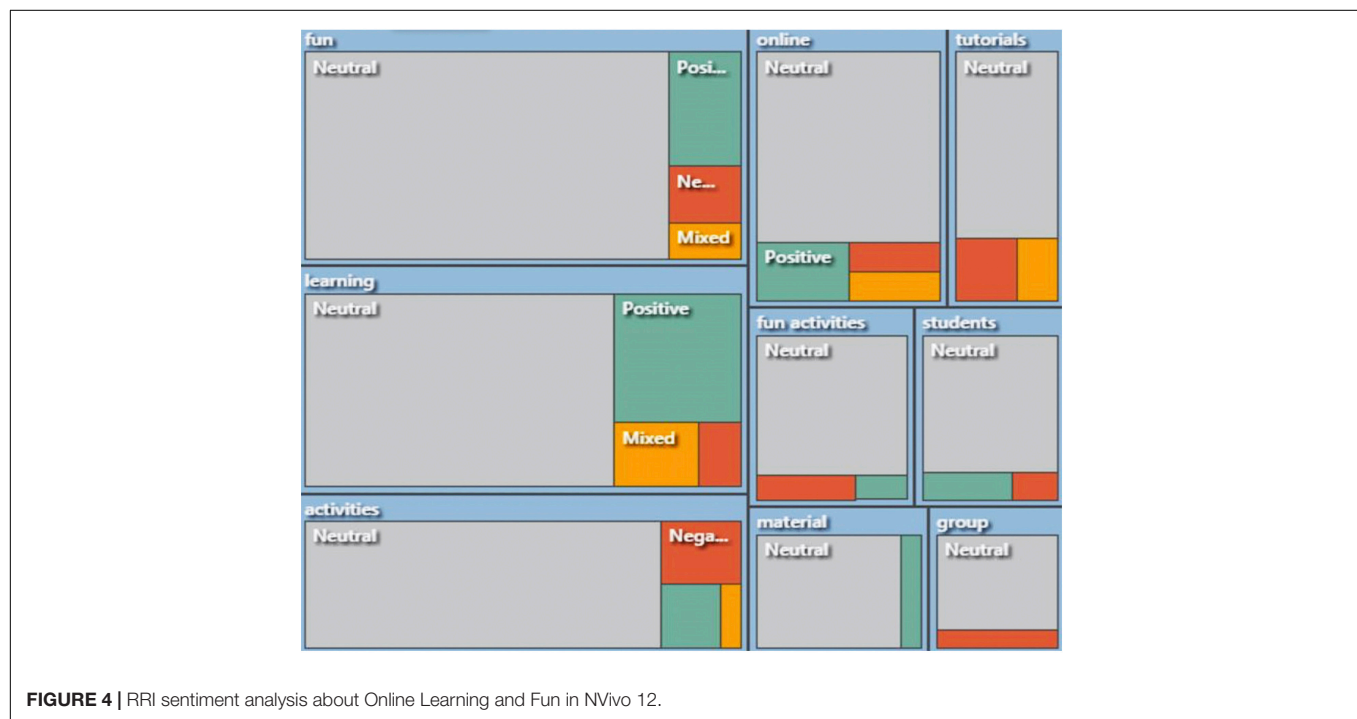 fun
Neutral
Posi...
Ne...
Mixed
learning
Neutral
Positive
Mixed
activities
Neutral
Nega...
online
Neutral
Positive
tutorials
Neutral
fun activities
Neutral
students
Neutral
material
Neutral
group
Neutral
FIGURE 4 | RRI sentiment analysis about Online Learning and Fun in NVivo 12.